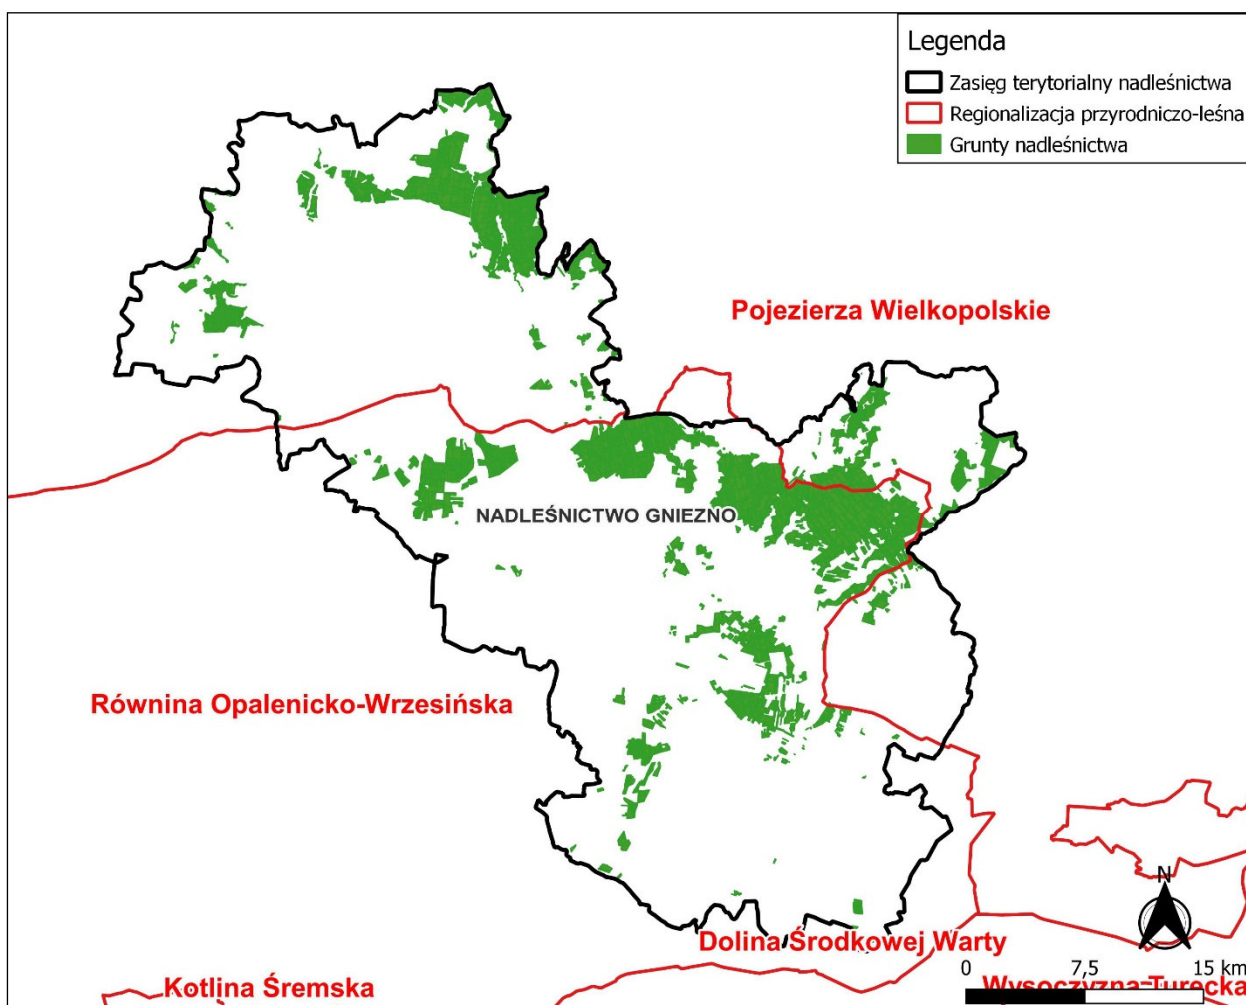 Legenda
Zasięg terytorialny nadleśnictwa
Regionalizacja przyrodniczo-leśna
Grunty nadleśnictwa
Pojezierza Wielkopolskie
NADLEŚNICTWO GNIEZNO
Równina Opalenicko-Wrzesińska
N
Dolina Środkowej Warty
0 7,5 15 km
Kotlina Śremska
Wysoczyzna Turecka